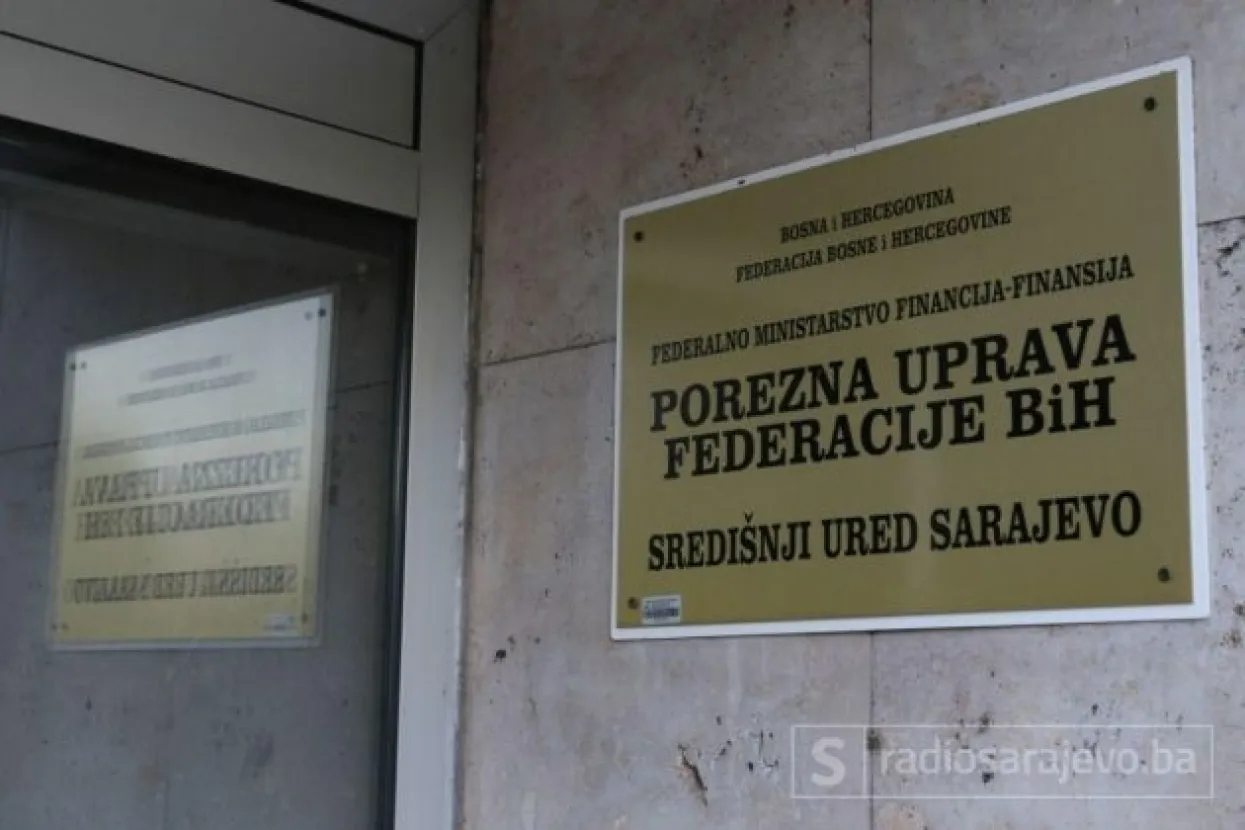 BOSNA i HERCEGOVINA
FEDERACIJA BOSNE i HERCEGOVINE
FEDERALNO MINISTARSTVO FINANCIJA-FINANSIJA
POREZNA UPRAVA
FEDERACIJE BiH
SREDIŠNJI URED SARAJEVO
S radiosarajevo.ba